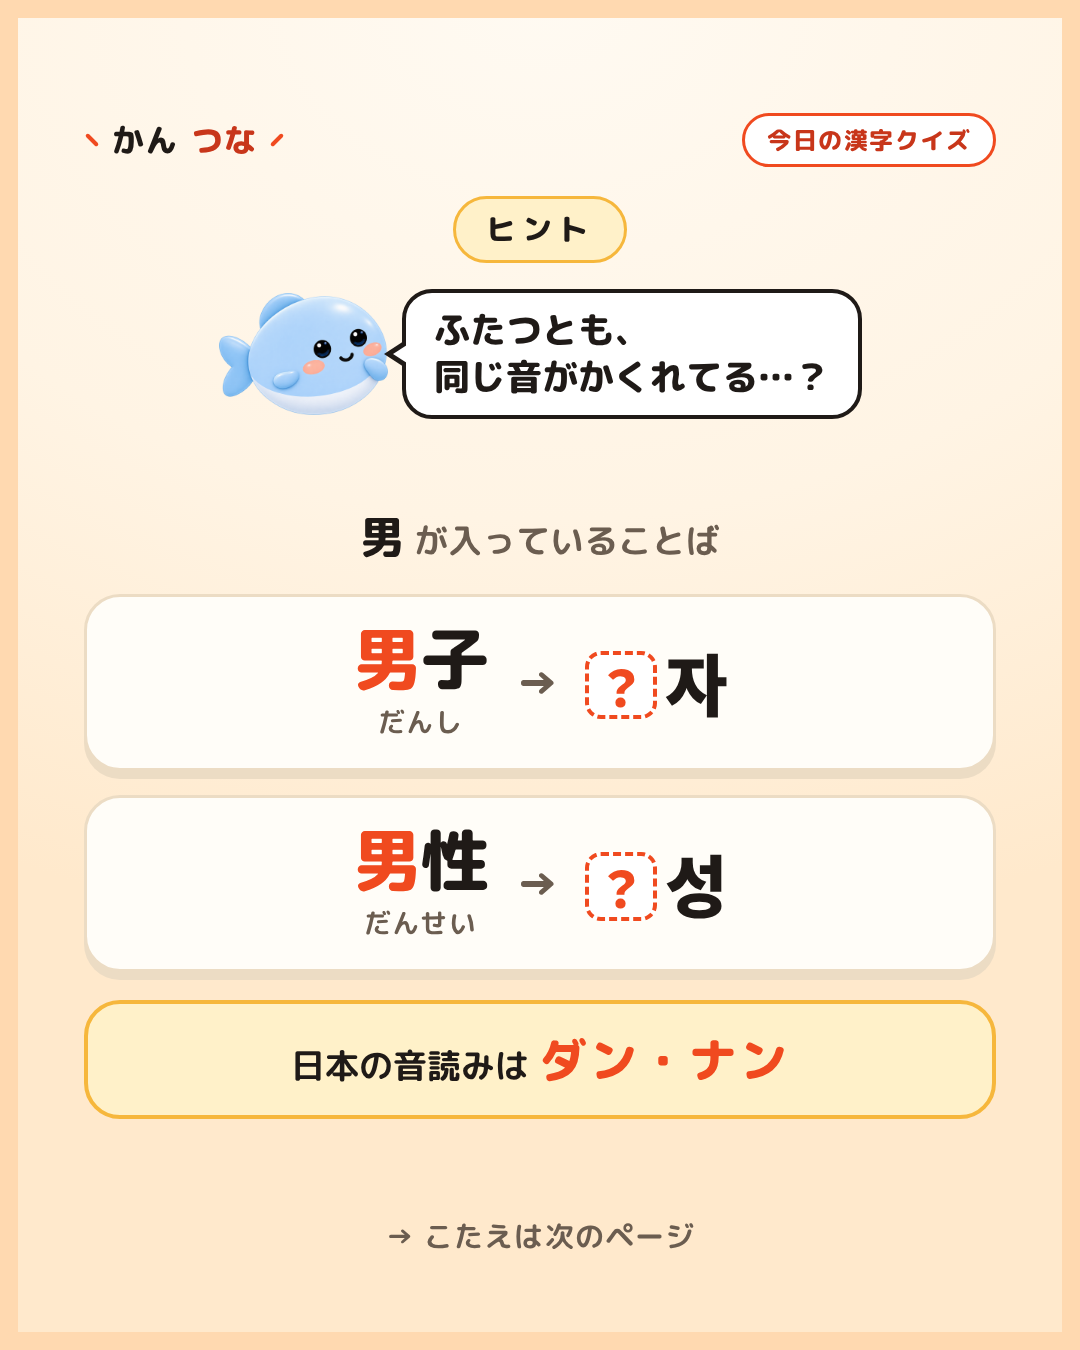 かん つな
今日の漢字クイズ
ヒント
ふたつとも、
同じ音がかくれてる…？
男 が入っていることば
男子 → ？자
だんし
男性 → ？성
だんせい
日本の音読みは ダン・ナン
→ こたえは次のページ